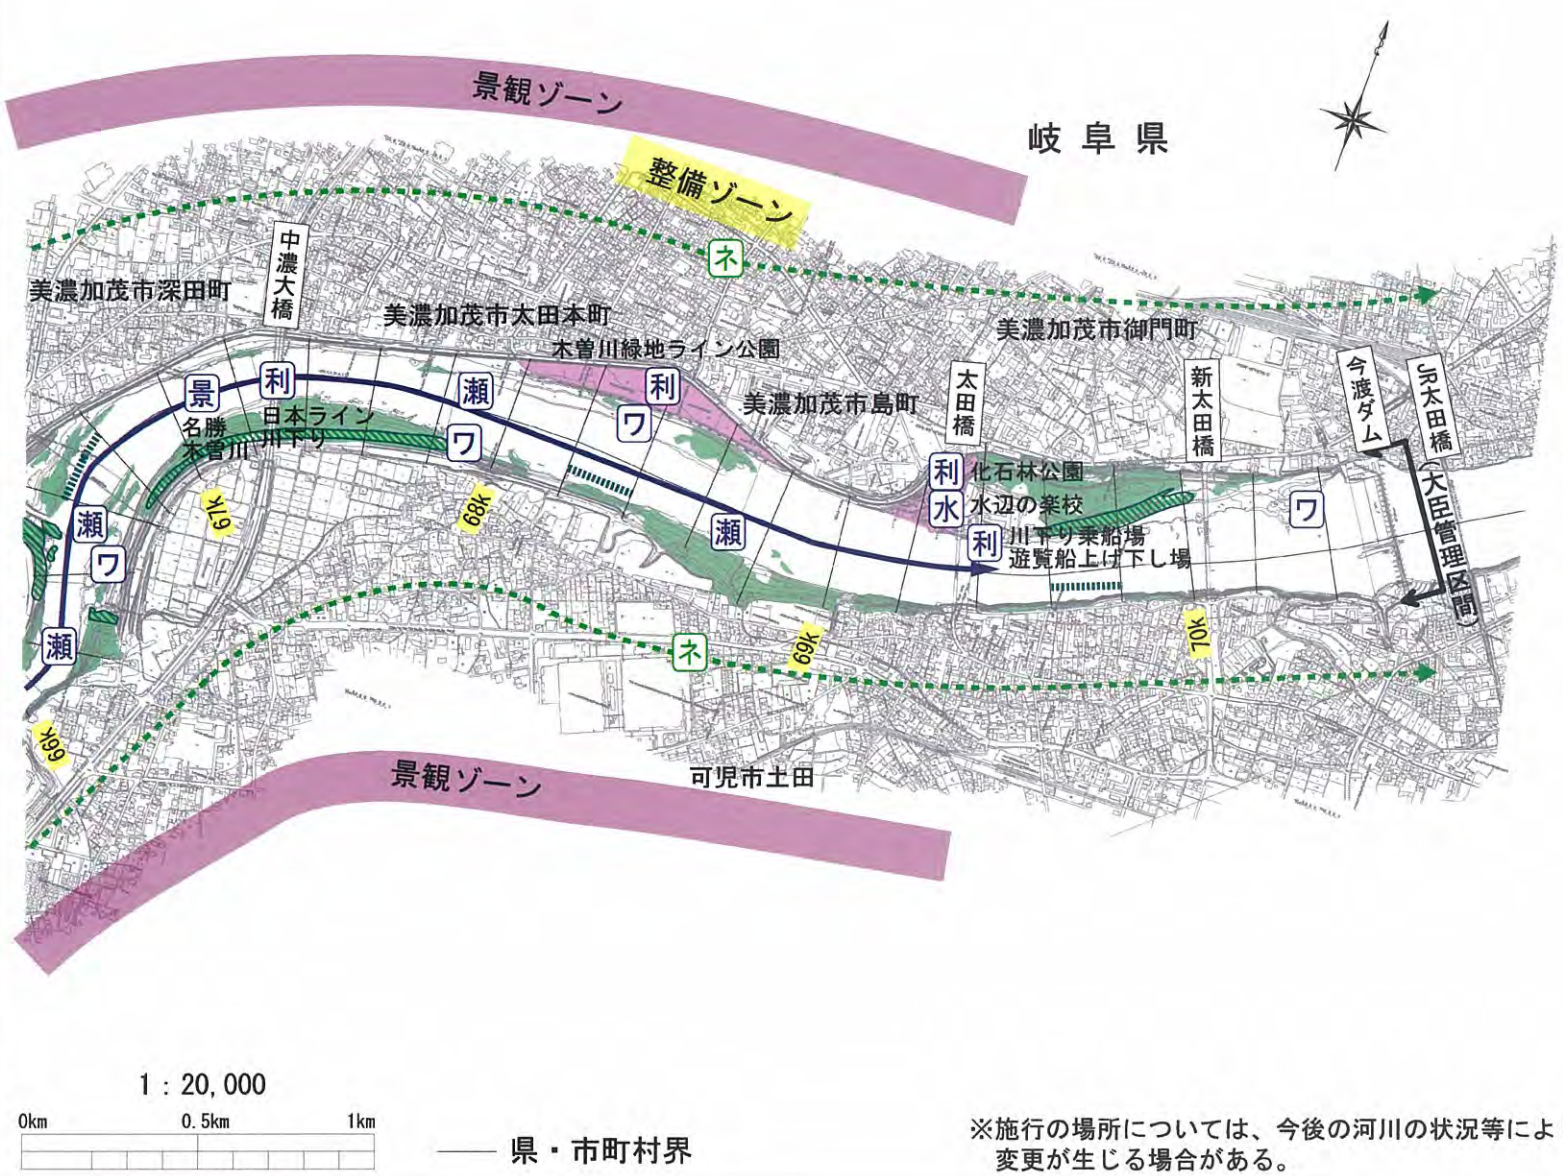 景観ゾーン
岐阜県
整備ゾーン
ネ
中濃大橋
美濃加茂市深田町
美濃加茂市太田本町
美濃加茂市御門町
木曽川緑地ライン公園
今渡ダム
JR太田橋(大臣管理区間)
太田橋
新太田橋
景
利
瀬
利
ワ
美濃加茂市島町
名勝
木曽川
日本ライン
川下り
ワ
利
化石林公園
水
水辺の楽校
利
川下り乗船場
遊覧船上げ下し場
ワ
67k
68k
瀬
瀬
ワ
瀬
ネ
69k
70k
66k
景観ゾーン
可児市土田
1:20,000
0km 0.5km 1km
県・市町村界
※施行の場所については、今後の河川の状況等によ
変更が生じる場合がある。